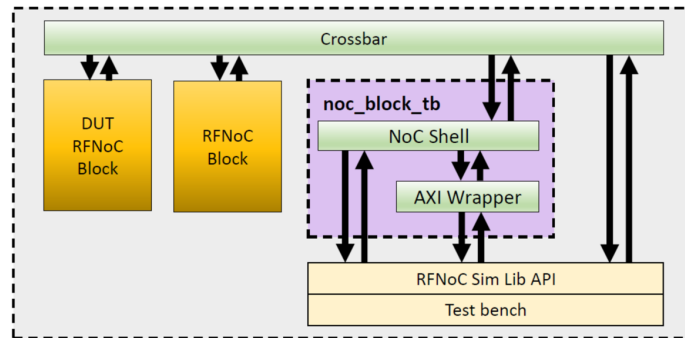 Crossbar
DUT
RFNoC
Block
RFNoC
Block
noc_block_tb
NoC Shell
AXI Wrapper
RFNoC Sim Lib API
Test bench